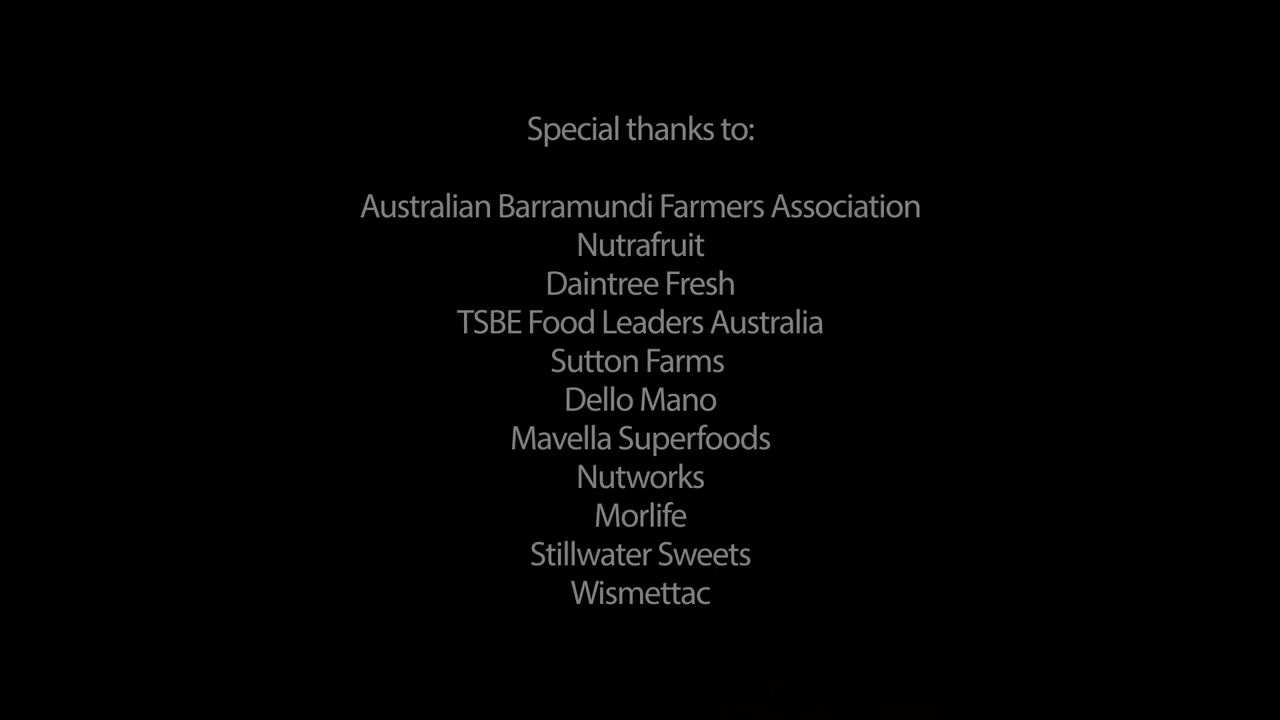 Special thanks to:
Australian Barramundi Farmers Association
Nutrafruit
Daintree Fresh
TSBE Food Leaders Australia
Sutton Farms
Dello Mano
Mavella Superfoods
Nutworks
Morlife
Stillwater Sweets
Wismettac